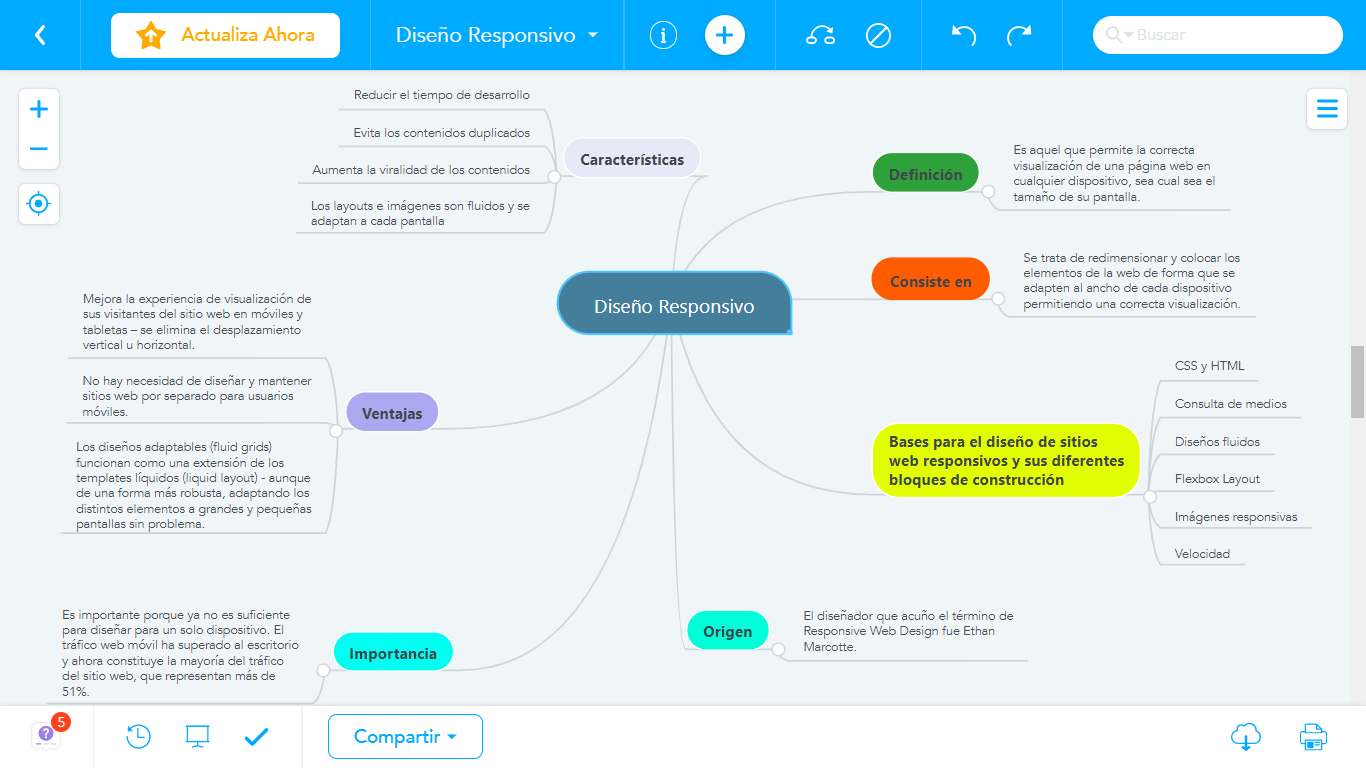 Actualiza Ahora
Diseño Responsivo
Buscar
Reducir el tiempo de desarrollo
Evita los contenidos duplicados
Aumenta la viralidad de los contenidos
Los layouts e imágenes son fluidos y se
adaptan a cada pantalla
Características
Definición
Es aquel que permite la correcta
visualización de una página web en
cualquier dispositivo, sea cual sea el
tamaño de su pantalla.
Consiste en
Se trata de redimensionar y colocar los
elementos de la web de forma que se
adapten al ancho de cada dispositivo
permitiendo una correcta visualización.
Diseño Responsivo
Mejora la experiencia de visualización de
sus visitantes del sitio web en móviles y
tabletas – se elimina el desplazamiento
vertical u horizontal.
No hay necesidad de diseñar y mantener
sitios web por separado para usuarios
móviles.
Los diseños adaptables (fluid grids)
funcionan como una extensión de los
templates líquidos (liquid layout) - aunque
de una forma más robusta, adaptando los
distintos elementos a grandes y pequeñas
pantallas sin problema.
Ventajas
Bases para el diseño de sitios
web responsivos y sus diferentes
bloques de construcción
CSS y HTML
Consulta de medios
Diseños fluidos
Flexbox Layout
Imágenes responsivas
Velocidad
Es importante porque ya no es suficiente
para diseñar para un solo dispositivo. El
tráfico web móvil ha superado al escritorio
y ahora constituye la mayoría del tráfico
del sitio web, que representan más de
51%.
Importancia
Origen
El diseñador que acuño el término de
Responsive Web Design fue Ethan
Marcotte.
5
Compartir